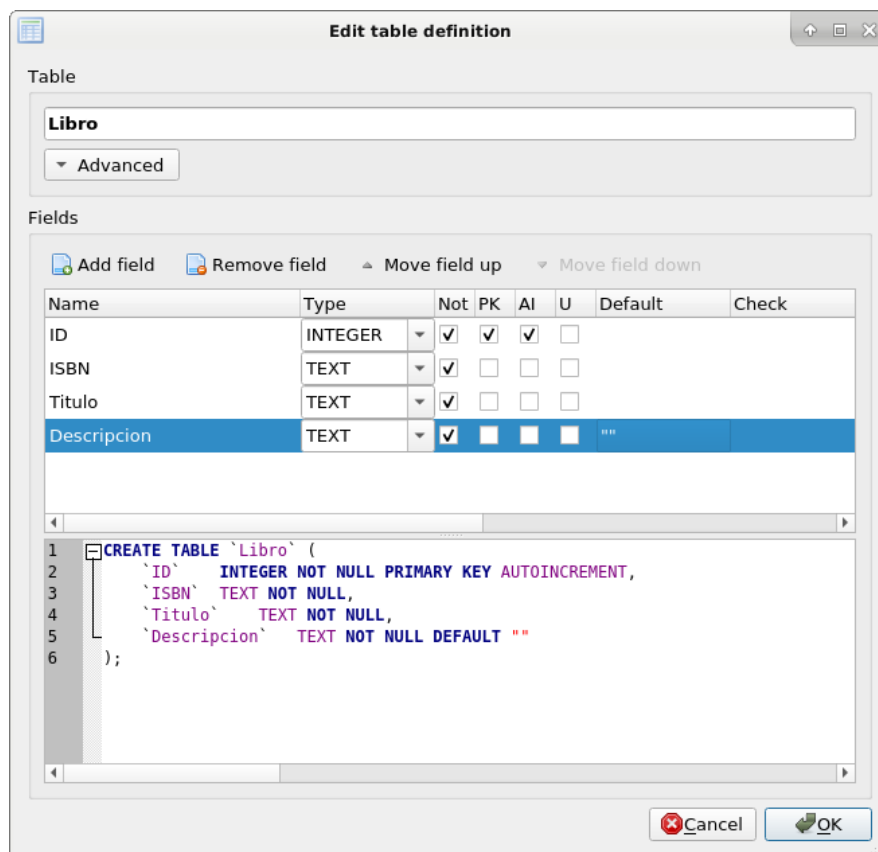 Edit table definition
Table
Libro
Advanced
Fields
Add field Remove field Move field up Move field down
Name Type Not PK AI U Default Check
ID INTEGER
ISBN TEXT
Titulo TEXT
Descripcion TEXT ""
1 CREATE TABLE `Libro` (
2 `ID` INTEGER NOT NULL PRIMARY KEY AUTOINCREMENT,
3 `ISBN` TEXT NOT NULL,
4 `Titulo` TEXT NOT NULL,
5 `Descripcion` TEXT NOT NULL DEFAULT ""
6 );
Cancel OK